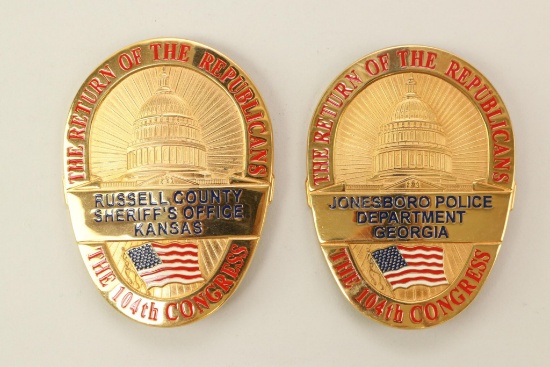 THE RETURN OF THE REPUBLICANS
RUSSELL COUNTY
SHERIFF'S OFFICE
KANSAS
THE 104th CONGRESS
THE RETURN OF THE REPUBLICANS
JONESBORO POLICE
DEPARTMENT
GEORGIA
THE 104th CONGRESS